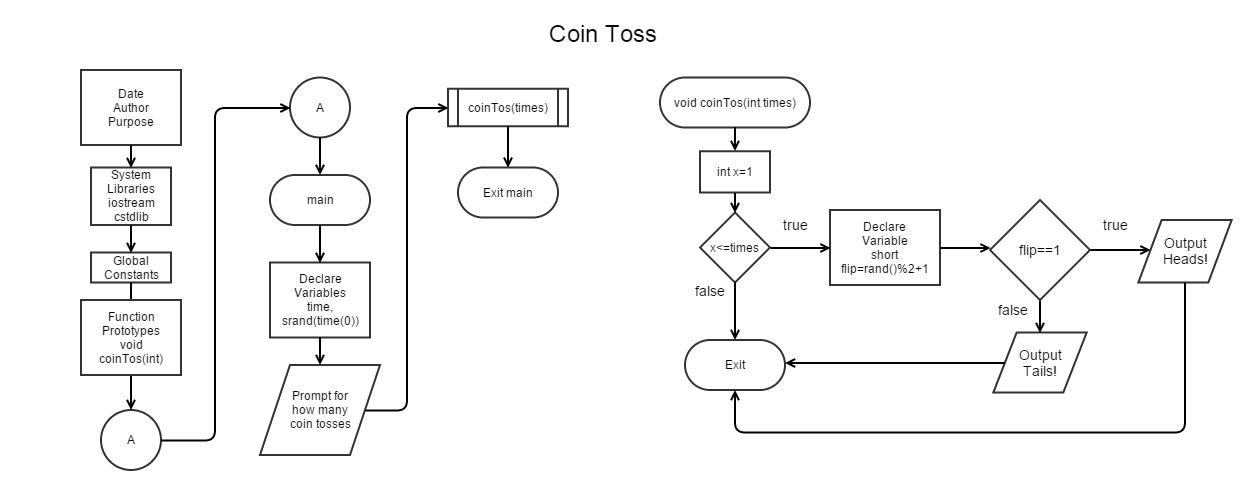 Coin Toss
Date
Author
Purpose
System
Libraries
iostream
cstdlib
Global
Constants
Function
Prototypes
void
coinTos(int)
A
A
main
Declare
Variables
time,
srand(time(0))
Prompt for
how many
coin tosses
coinTos(times)
Exit main
void coinTos(int times)
int x=1
x<=times
true
false
Declare
Variable
short
flip=rand()%2+1
flip==1
true
false
Output
Heads!
Output
Tails!
Exit